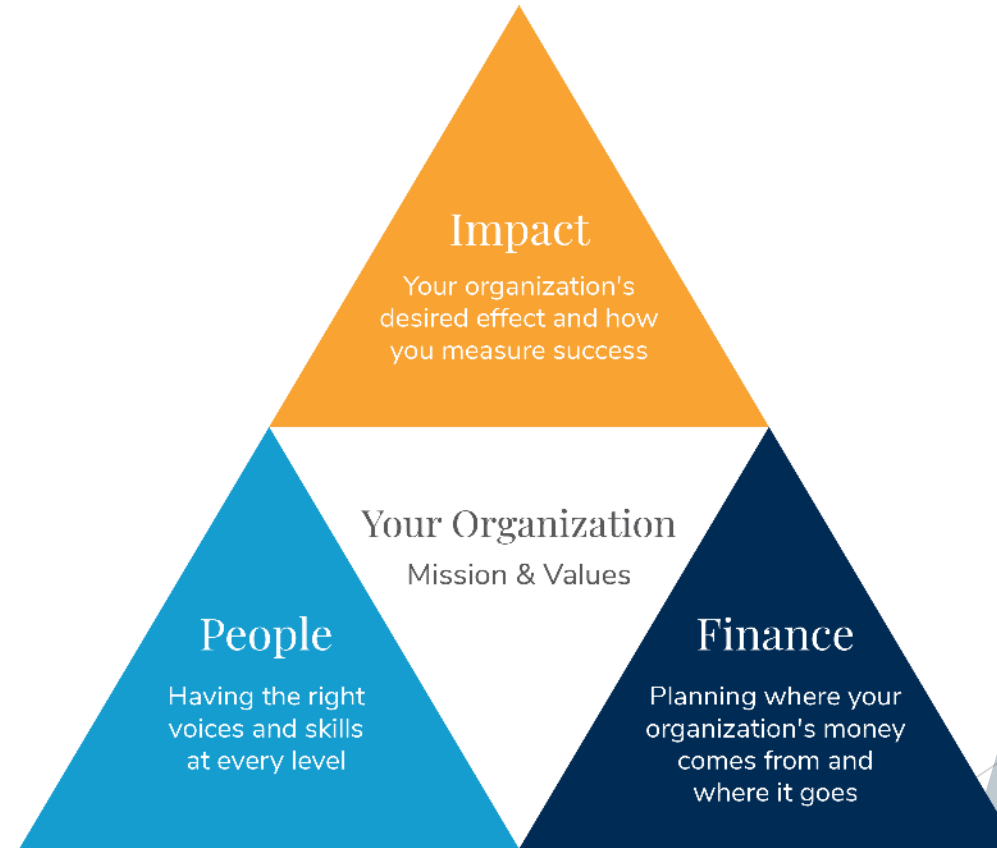 Impact
Your organization's
desired effect and how
you measure success
Your Organization
Mission & Values
People
Having the right
voices and skills
at every level
Finance
Planning where your
organization's money
comes from and
where it goes